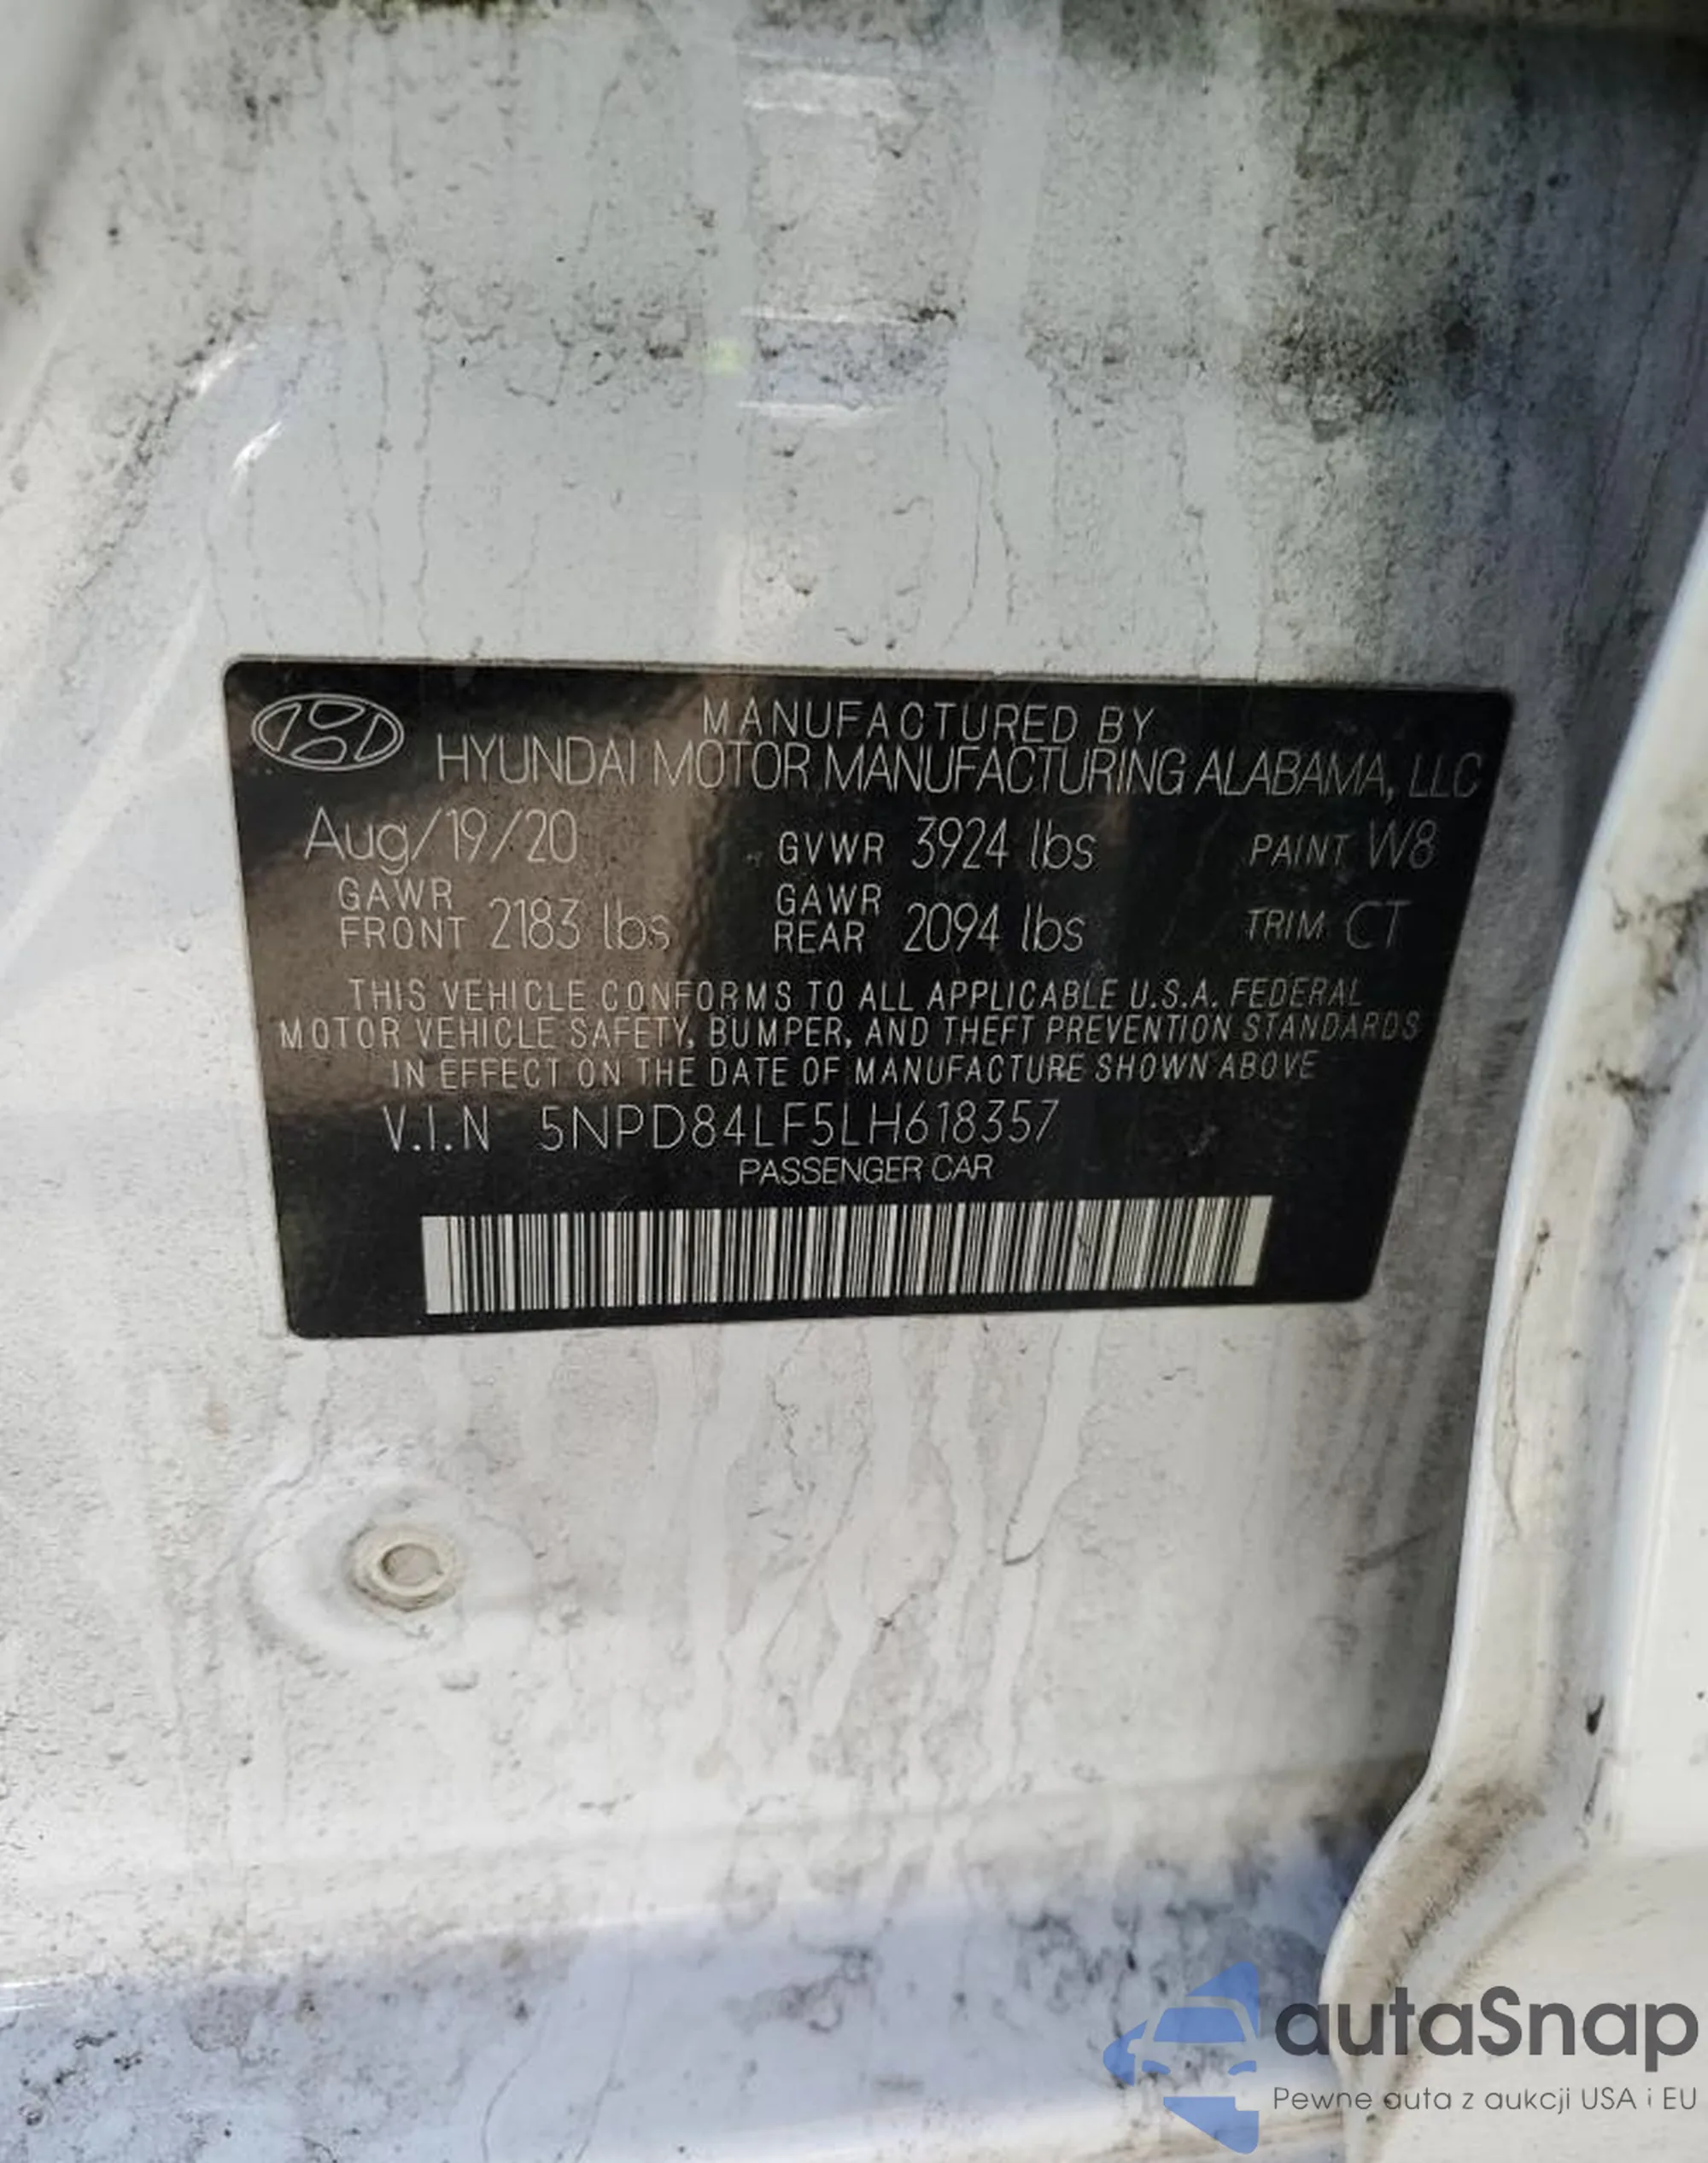 MANUFACTURED BY
HYUNDAI MOTOR MANUFACTURING ALABAMA, LLC
Aug/19/20 GVWR 3924 lbs PAINT W8
GAWR FRONT 2183 lbs GAWR REAR 2094 lbs TRIM CT
THIS VEHICLE CONFORMS TO ALL APPLICABLE U.S.A. FEDERAL
MOTOR VEHICLE SAFETY, BUMPER, AND THEFT PREVENTION STANDARDS
IN EFFECT ON THE DATE OF MANUFACTURE SHOWN ABOVE
V.I.N 5NPD84LF5LH618357
PASSENGER CAR
autaSnap
Pewne auta z aukcji USA i EU